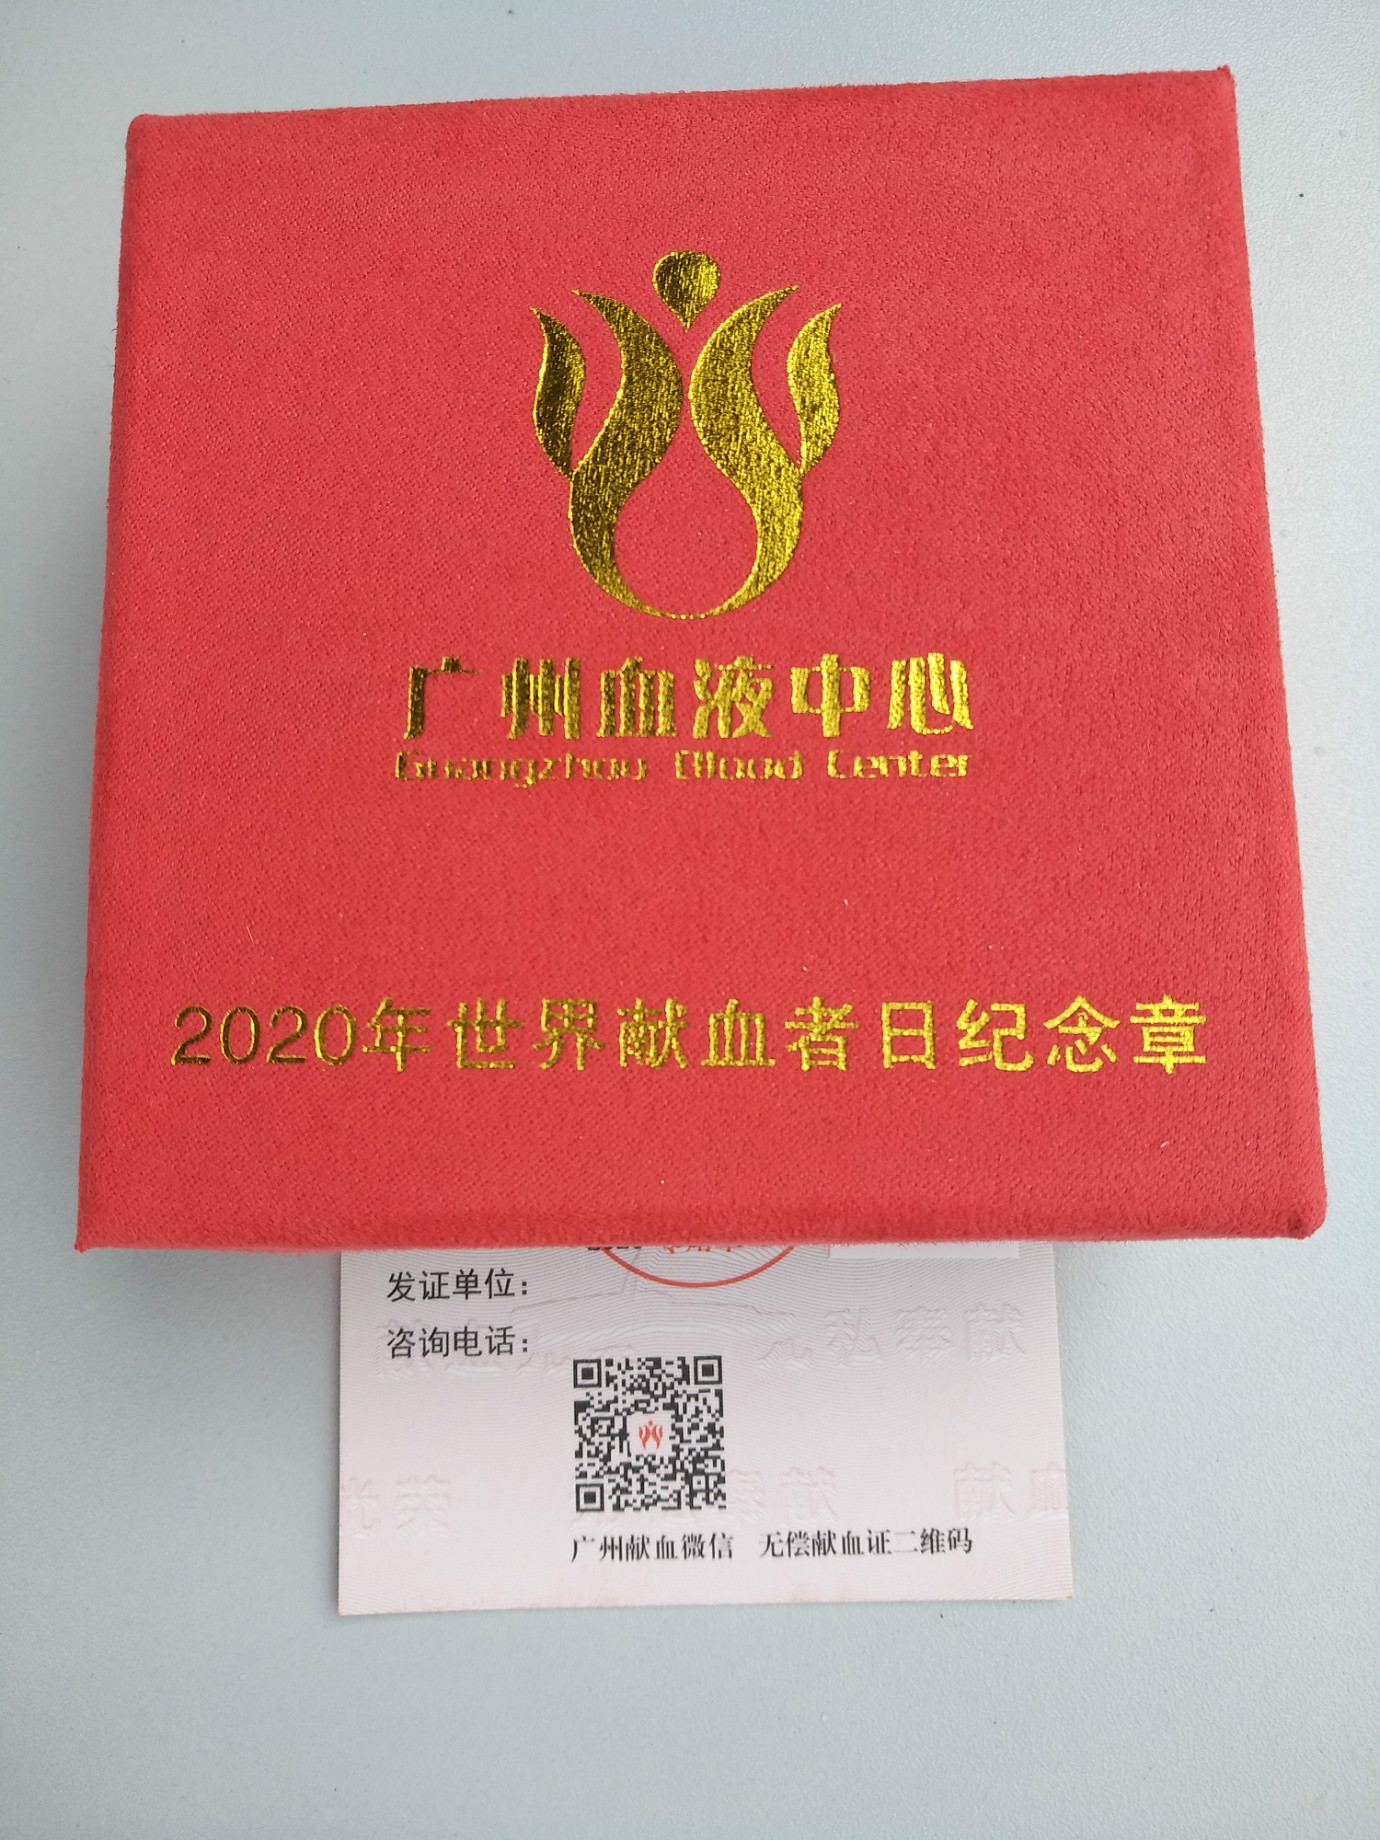 广州血液中心
Guangzhou Blood Center
2020年世界献血者日纪念章
发证单位：
咨询电话：
广州献血微信 无偿献血证二维码